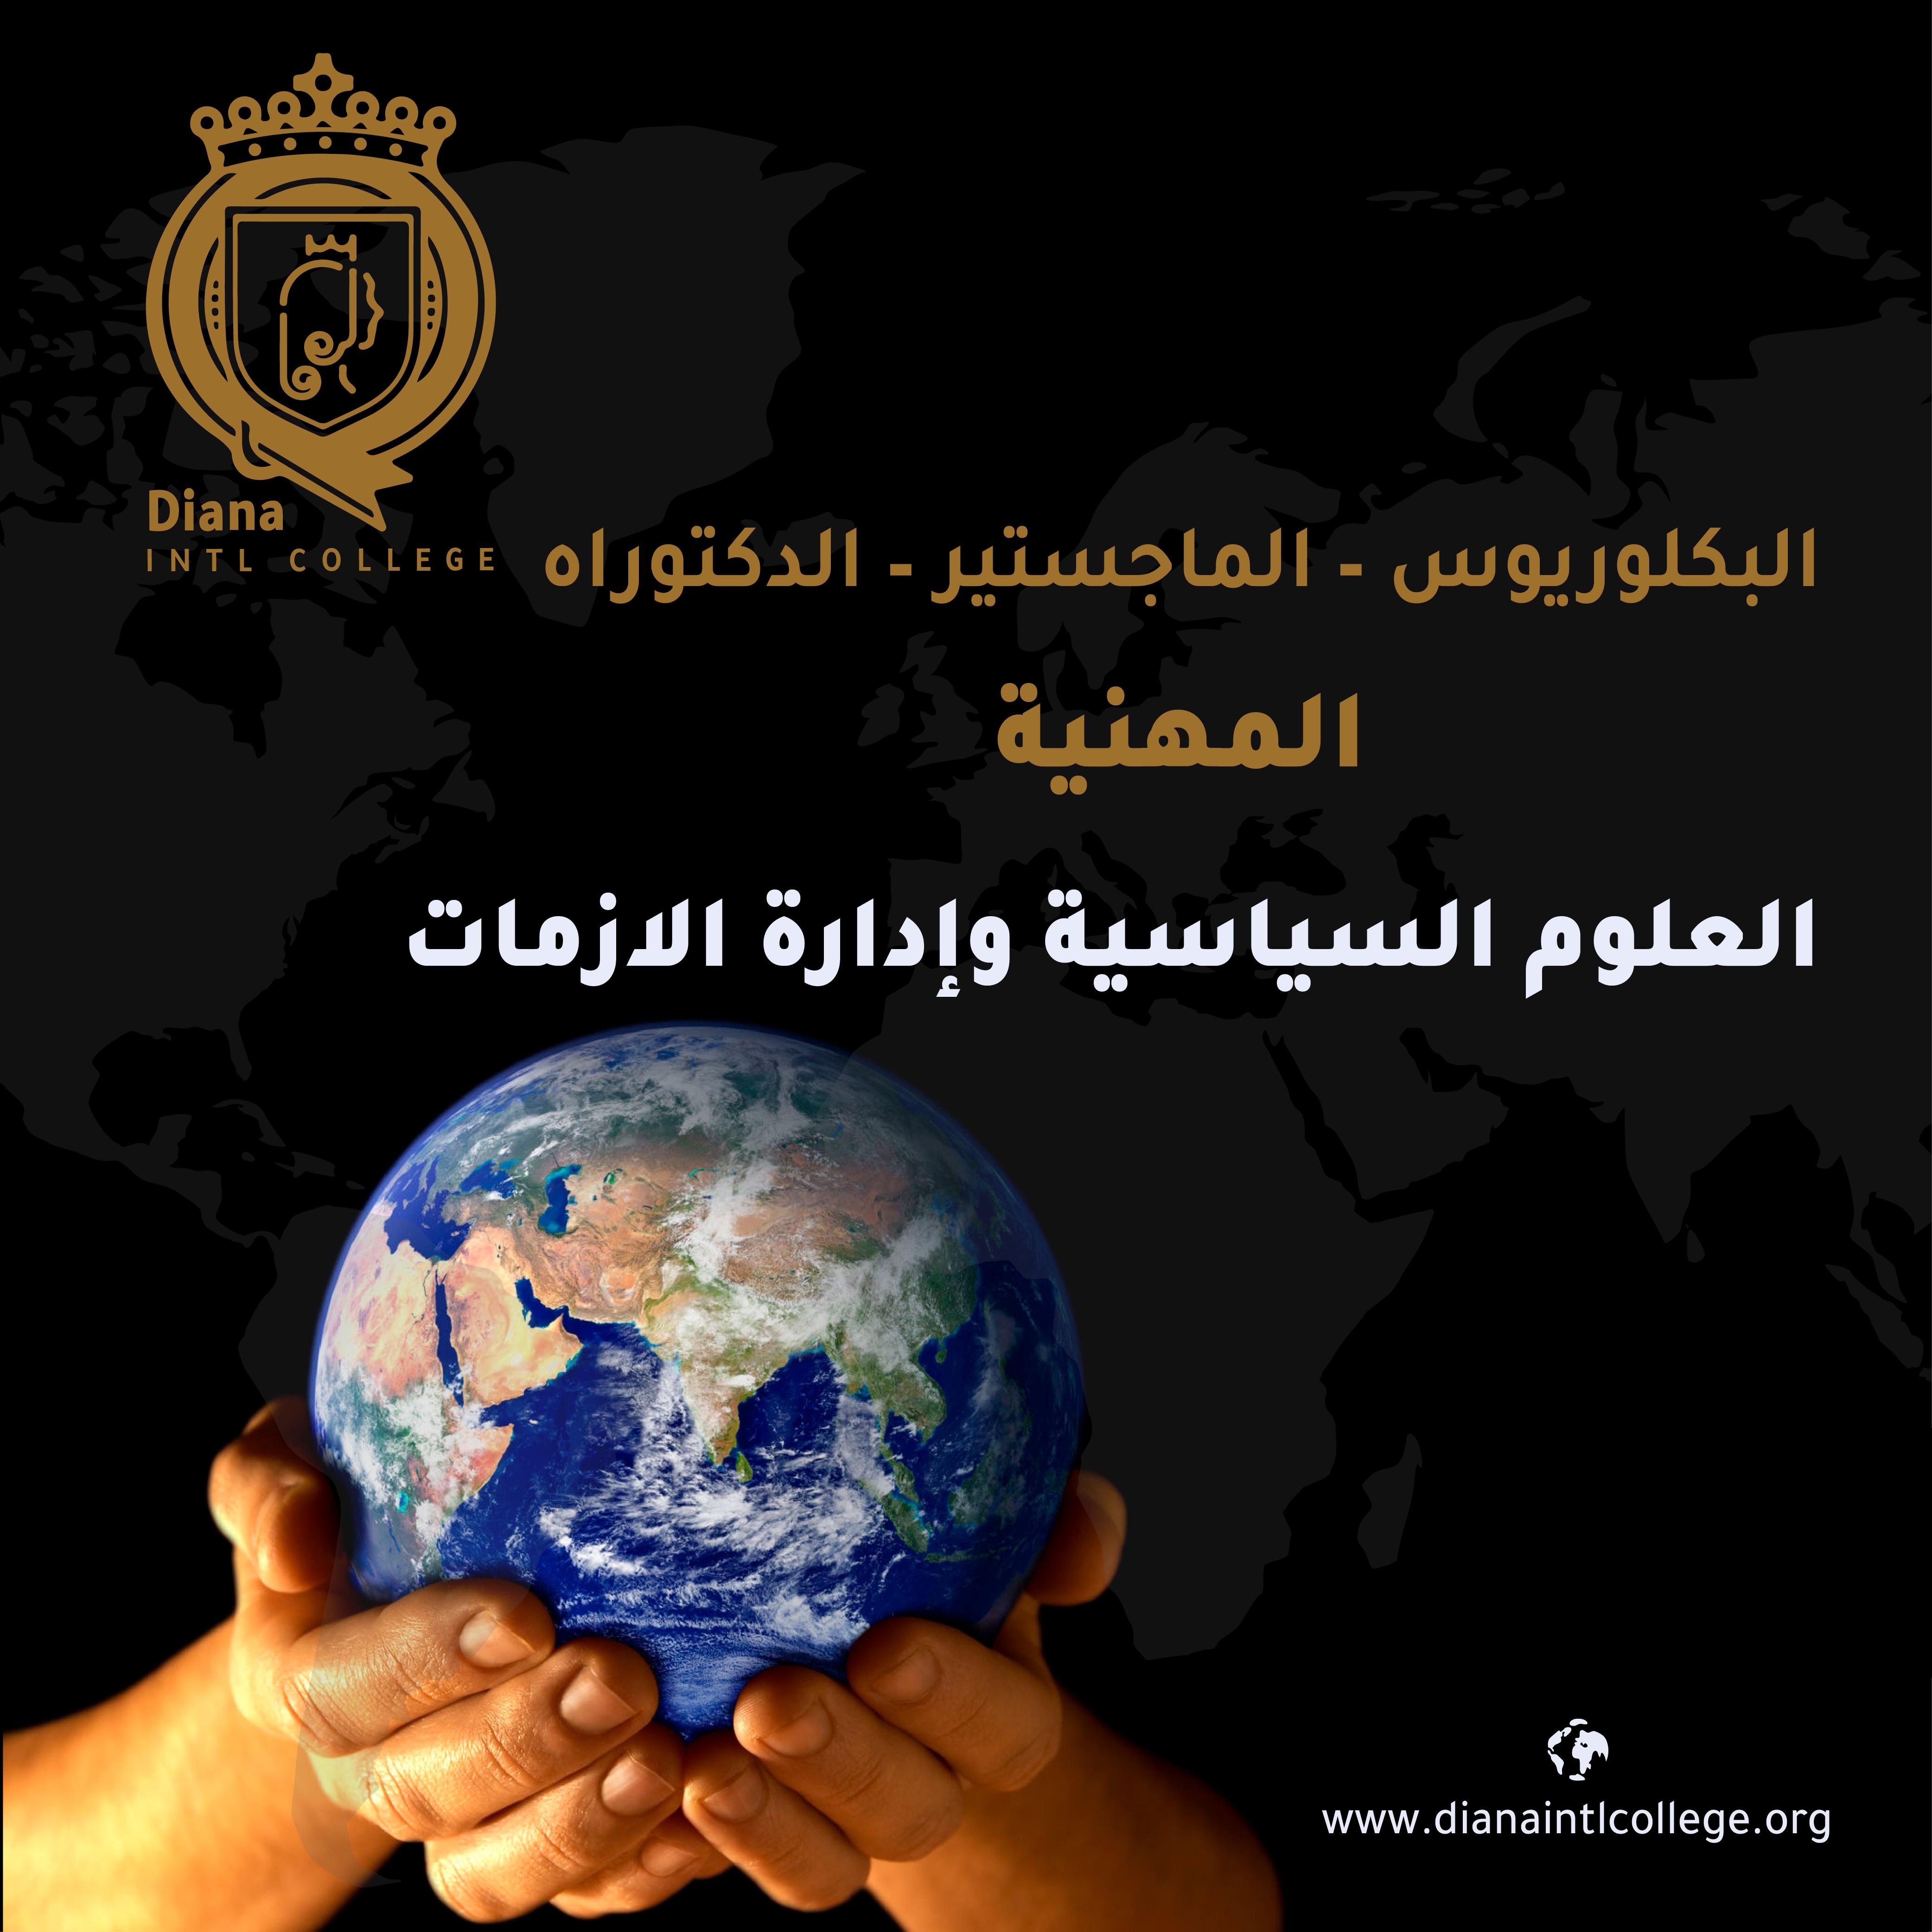 Diana
INTL COLLEGE
البكلوريوس - الماجستير - الدكتوراه
المهنية
العلوم السياسية وإدارة الازمات
www.dianaintlcollege.org